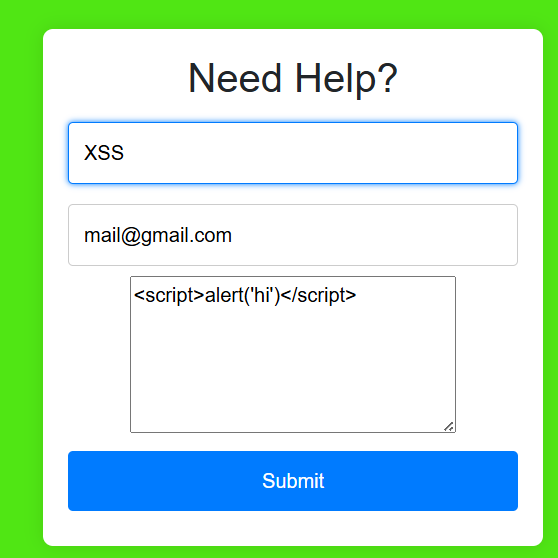 Need Help?
XSS
mail@gmail.com
<script>alert('hi')</script>
Submit